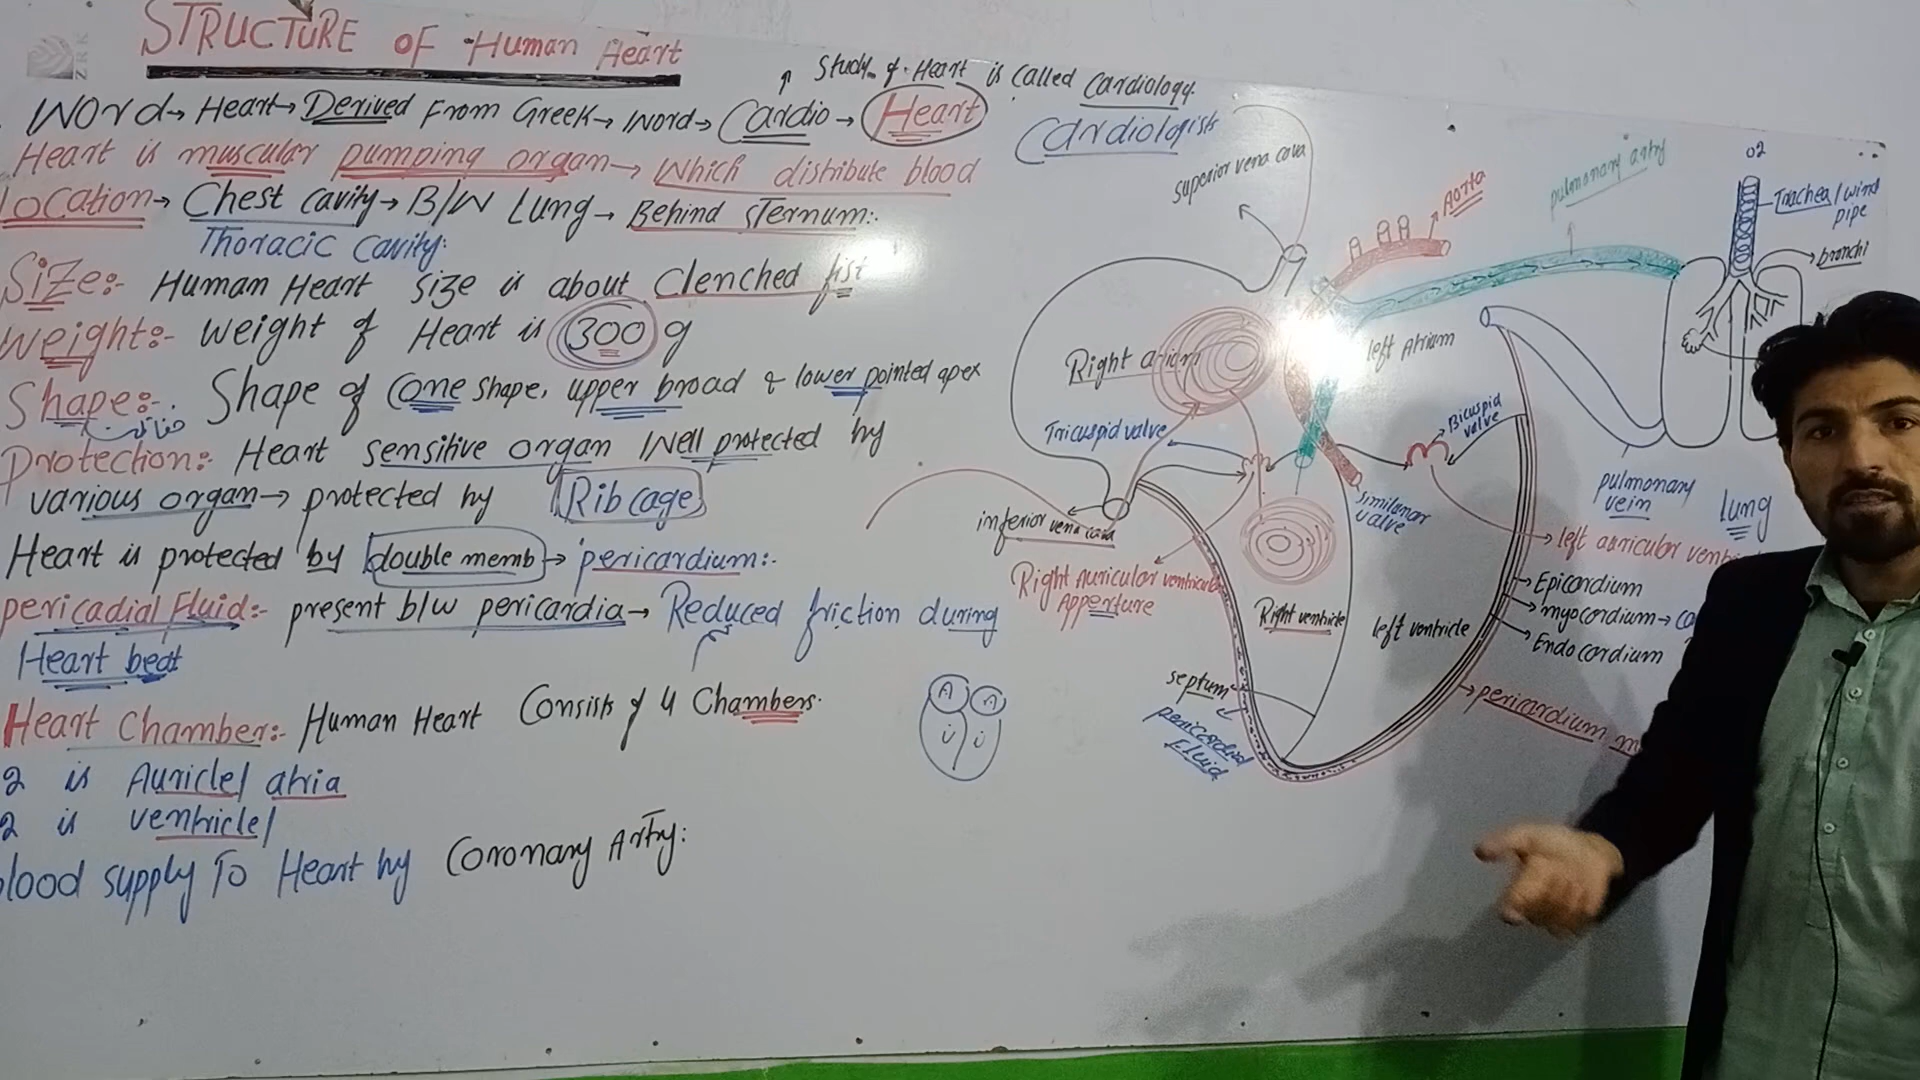 ZRK
STRUCTURE OF Human Heart
↑ Study of Heart is called Cardiology.
Word→ Heart→ Derived From Greek→ Word→ Cardio→ Heart
Cardiologists
Heart is muscular pumping organ→ Which distribute blood
Location→ Chest cavity→ B/W Lung→ Behind sternum:.
Thoracic cavity:
Size:- Human Heart size is about clenched fist
Weight:- weight of Heart is 300 g
Shape:- Shape of Cone shape, upper broad & lower pointed apex
Protection:- Heart sensitive organ Well protected by
various organ→ protected by Rib cage
Heart is protected by double memb→ pericardium:-
pericadial Fluid:- present b/w pericardia→ Reduced friction during
Heart beat
Heart Chamber:- Human Heart Consists of 4 Chambers.
2 is Auricle/ atria
2 is ventricle/
blood supply To Heart by Coronary Artry:
A A
superior vena cava
Aorta
pulmonary artry
O2
Trachea/wind
pipe
bronchi
Right atrium
left Atrium
Tricuspid valve
Bicuspid
valve
similunar
valve
pulmonary
vein
Lung
inferior vena cava
Right Auricular ventricular
Apperture
left auricular
Right ventricle
left ventricle
Epicordium
myocordium→
Endo cordium
septum
pericardial
fluid
pericardium